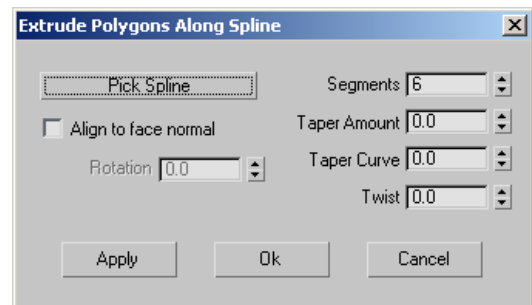 Extrude Polygons Along Spline
Pick Spline
Align to face normal
Rotation 0.0
Segments 6
Taper Amount 0.0
Taper Curve 0.0
Twist 0.0
Apply Ok Cancel